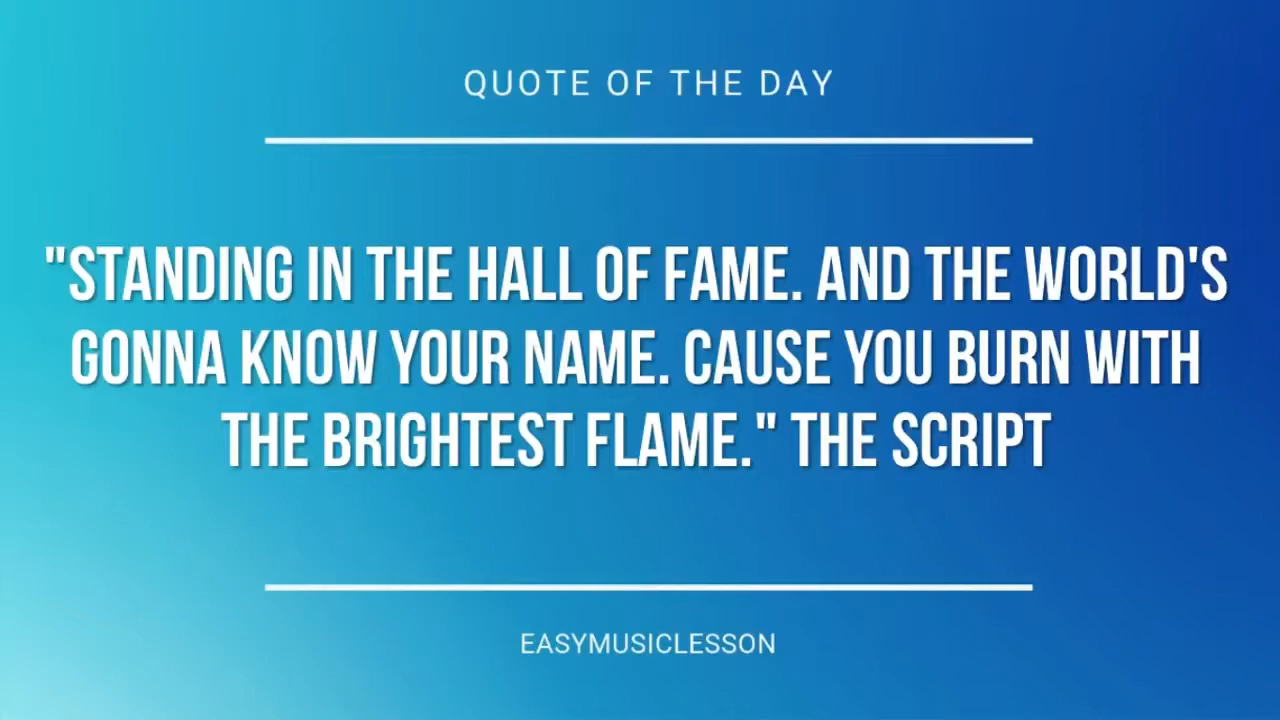 QUOTE OF THE DAY
"STANDING IN THE HALL OF FAME. AND THE WORLD'S
GONNA KNOW YOUR NAME. CAUSE YOU BURN WITH
THE BRIGHTEST FLAME." THE SCRIPT
EASYMUSICLESSON